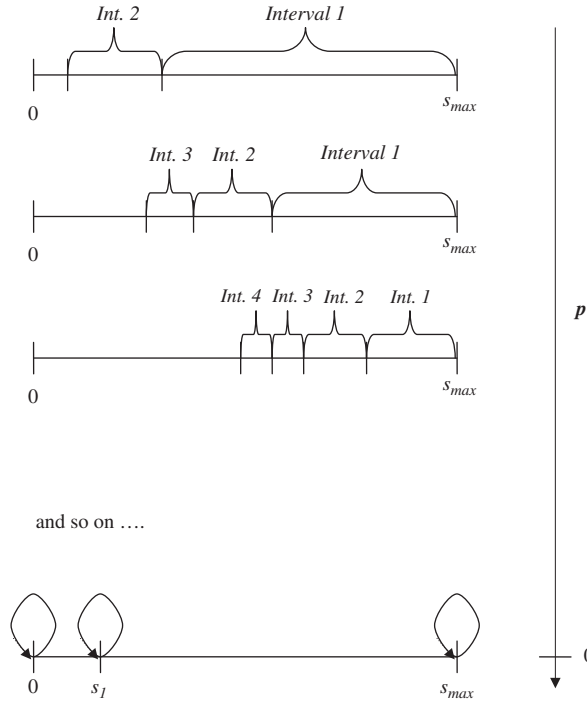 Int. 2 Interval 1
0 s_max
Int. 3 Int. 2 Interval 1
0 s_max
p
Int. 4 Int. 3 Int. 2 Int. 1
0 s_max
and so on ….
0
0 s_1 s_max